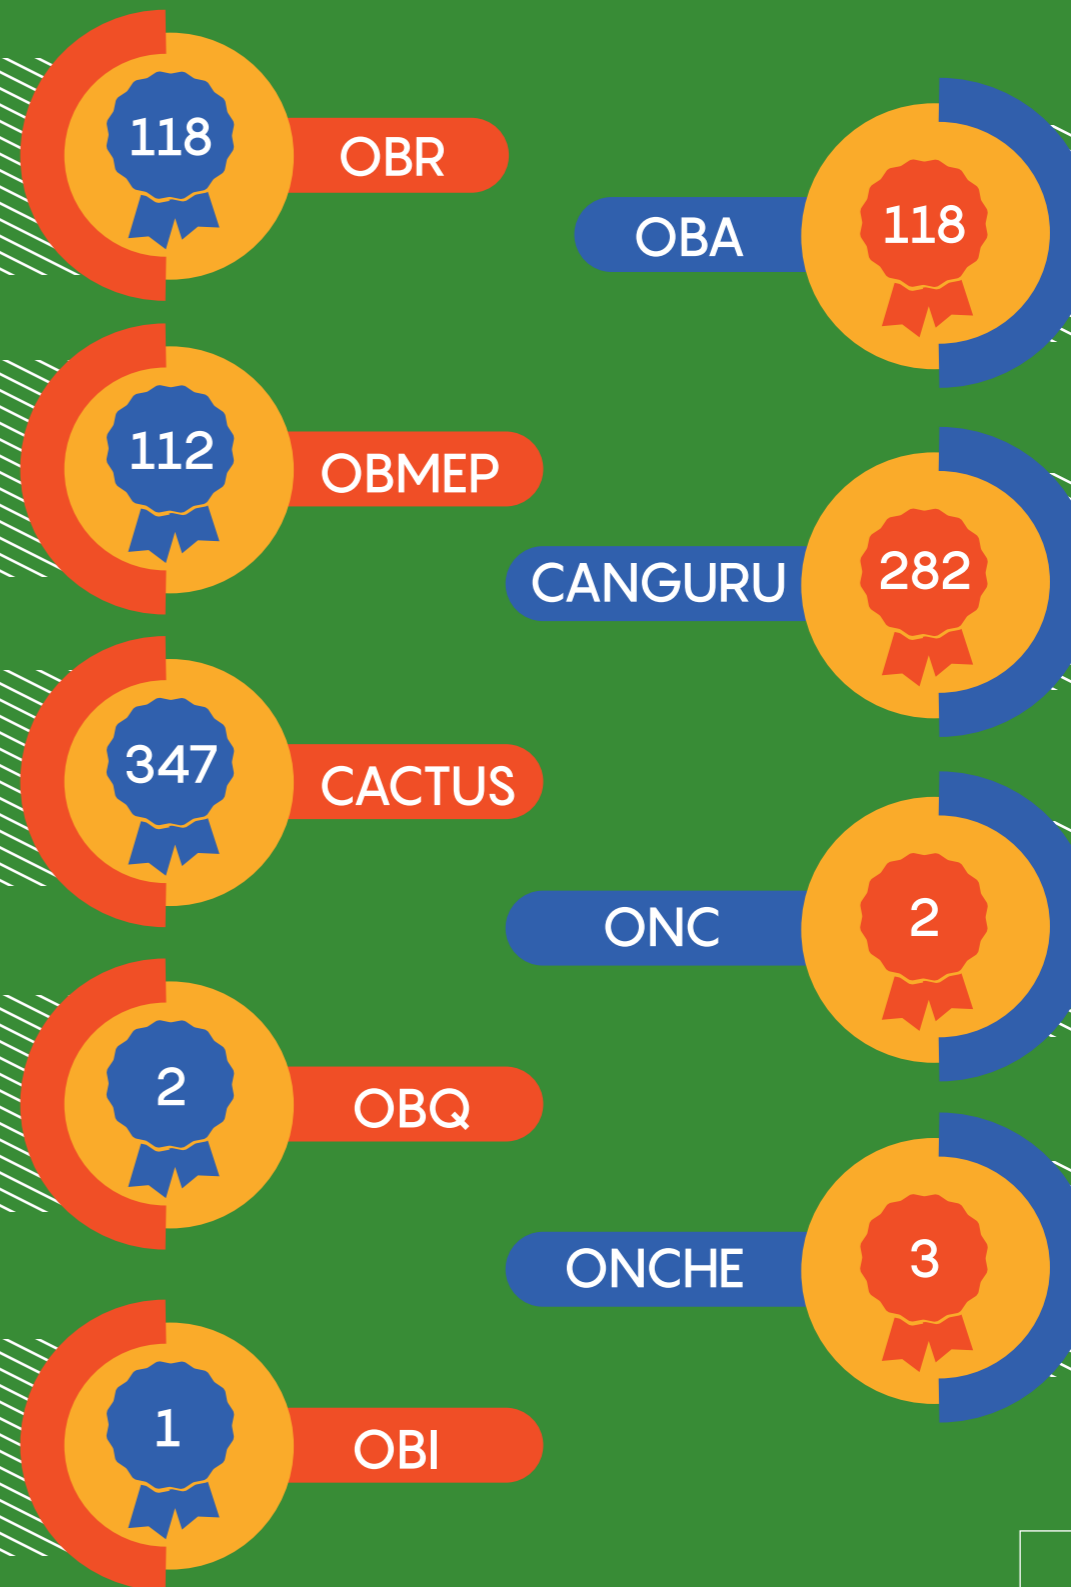 118
OBR
OBA
118
112
OBMEP
CANGURU
282
347
CACTUS
ONC
2
2
OBQ
ONCHE
3
1
OBI